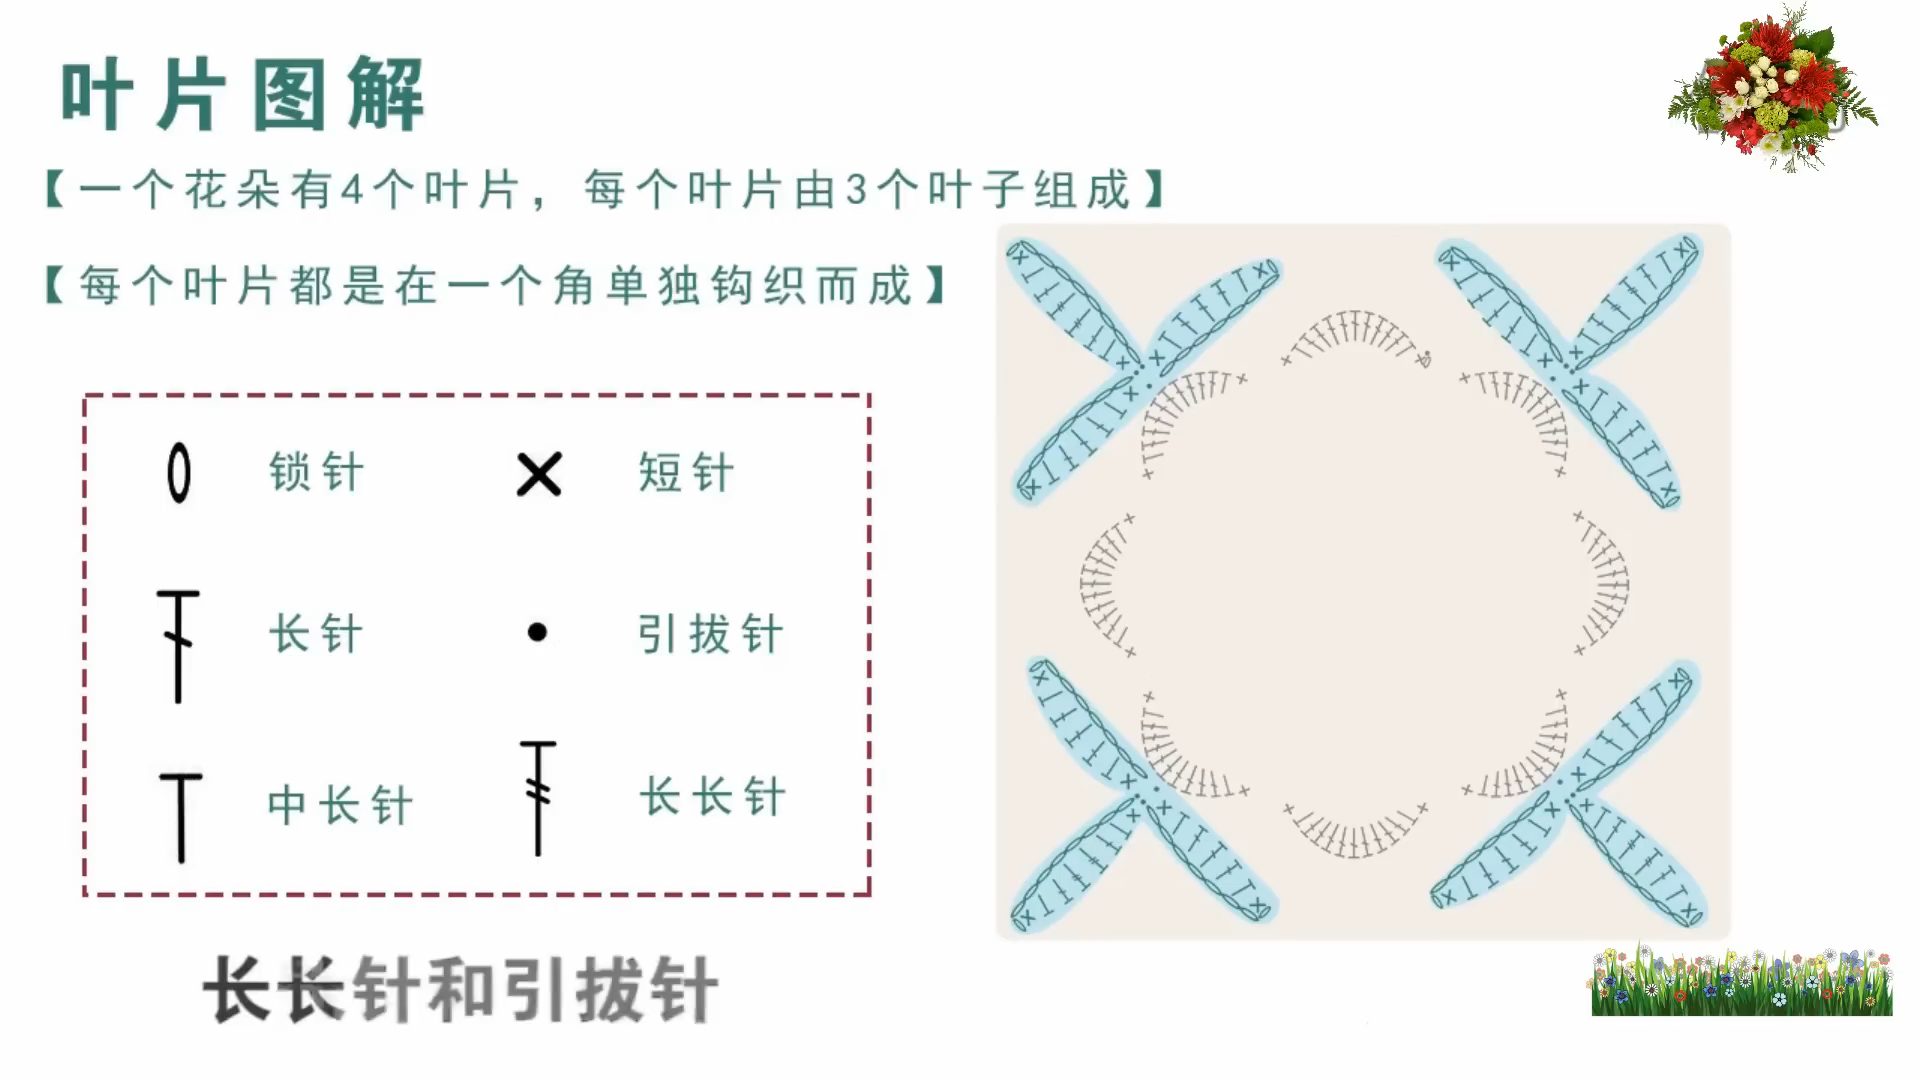 叶片图解
【一个花朵有4个叶片，每个叶片由3个叶子组成】
【每个叶片都是在一个角单独钩织而成】
锁针
短针
长针
引拔针
中长针
长长针
长长针和引拔针